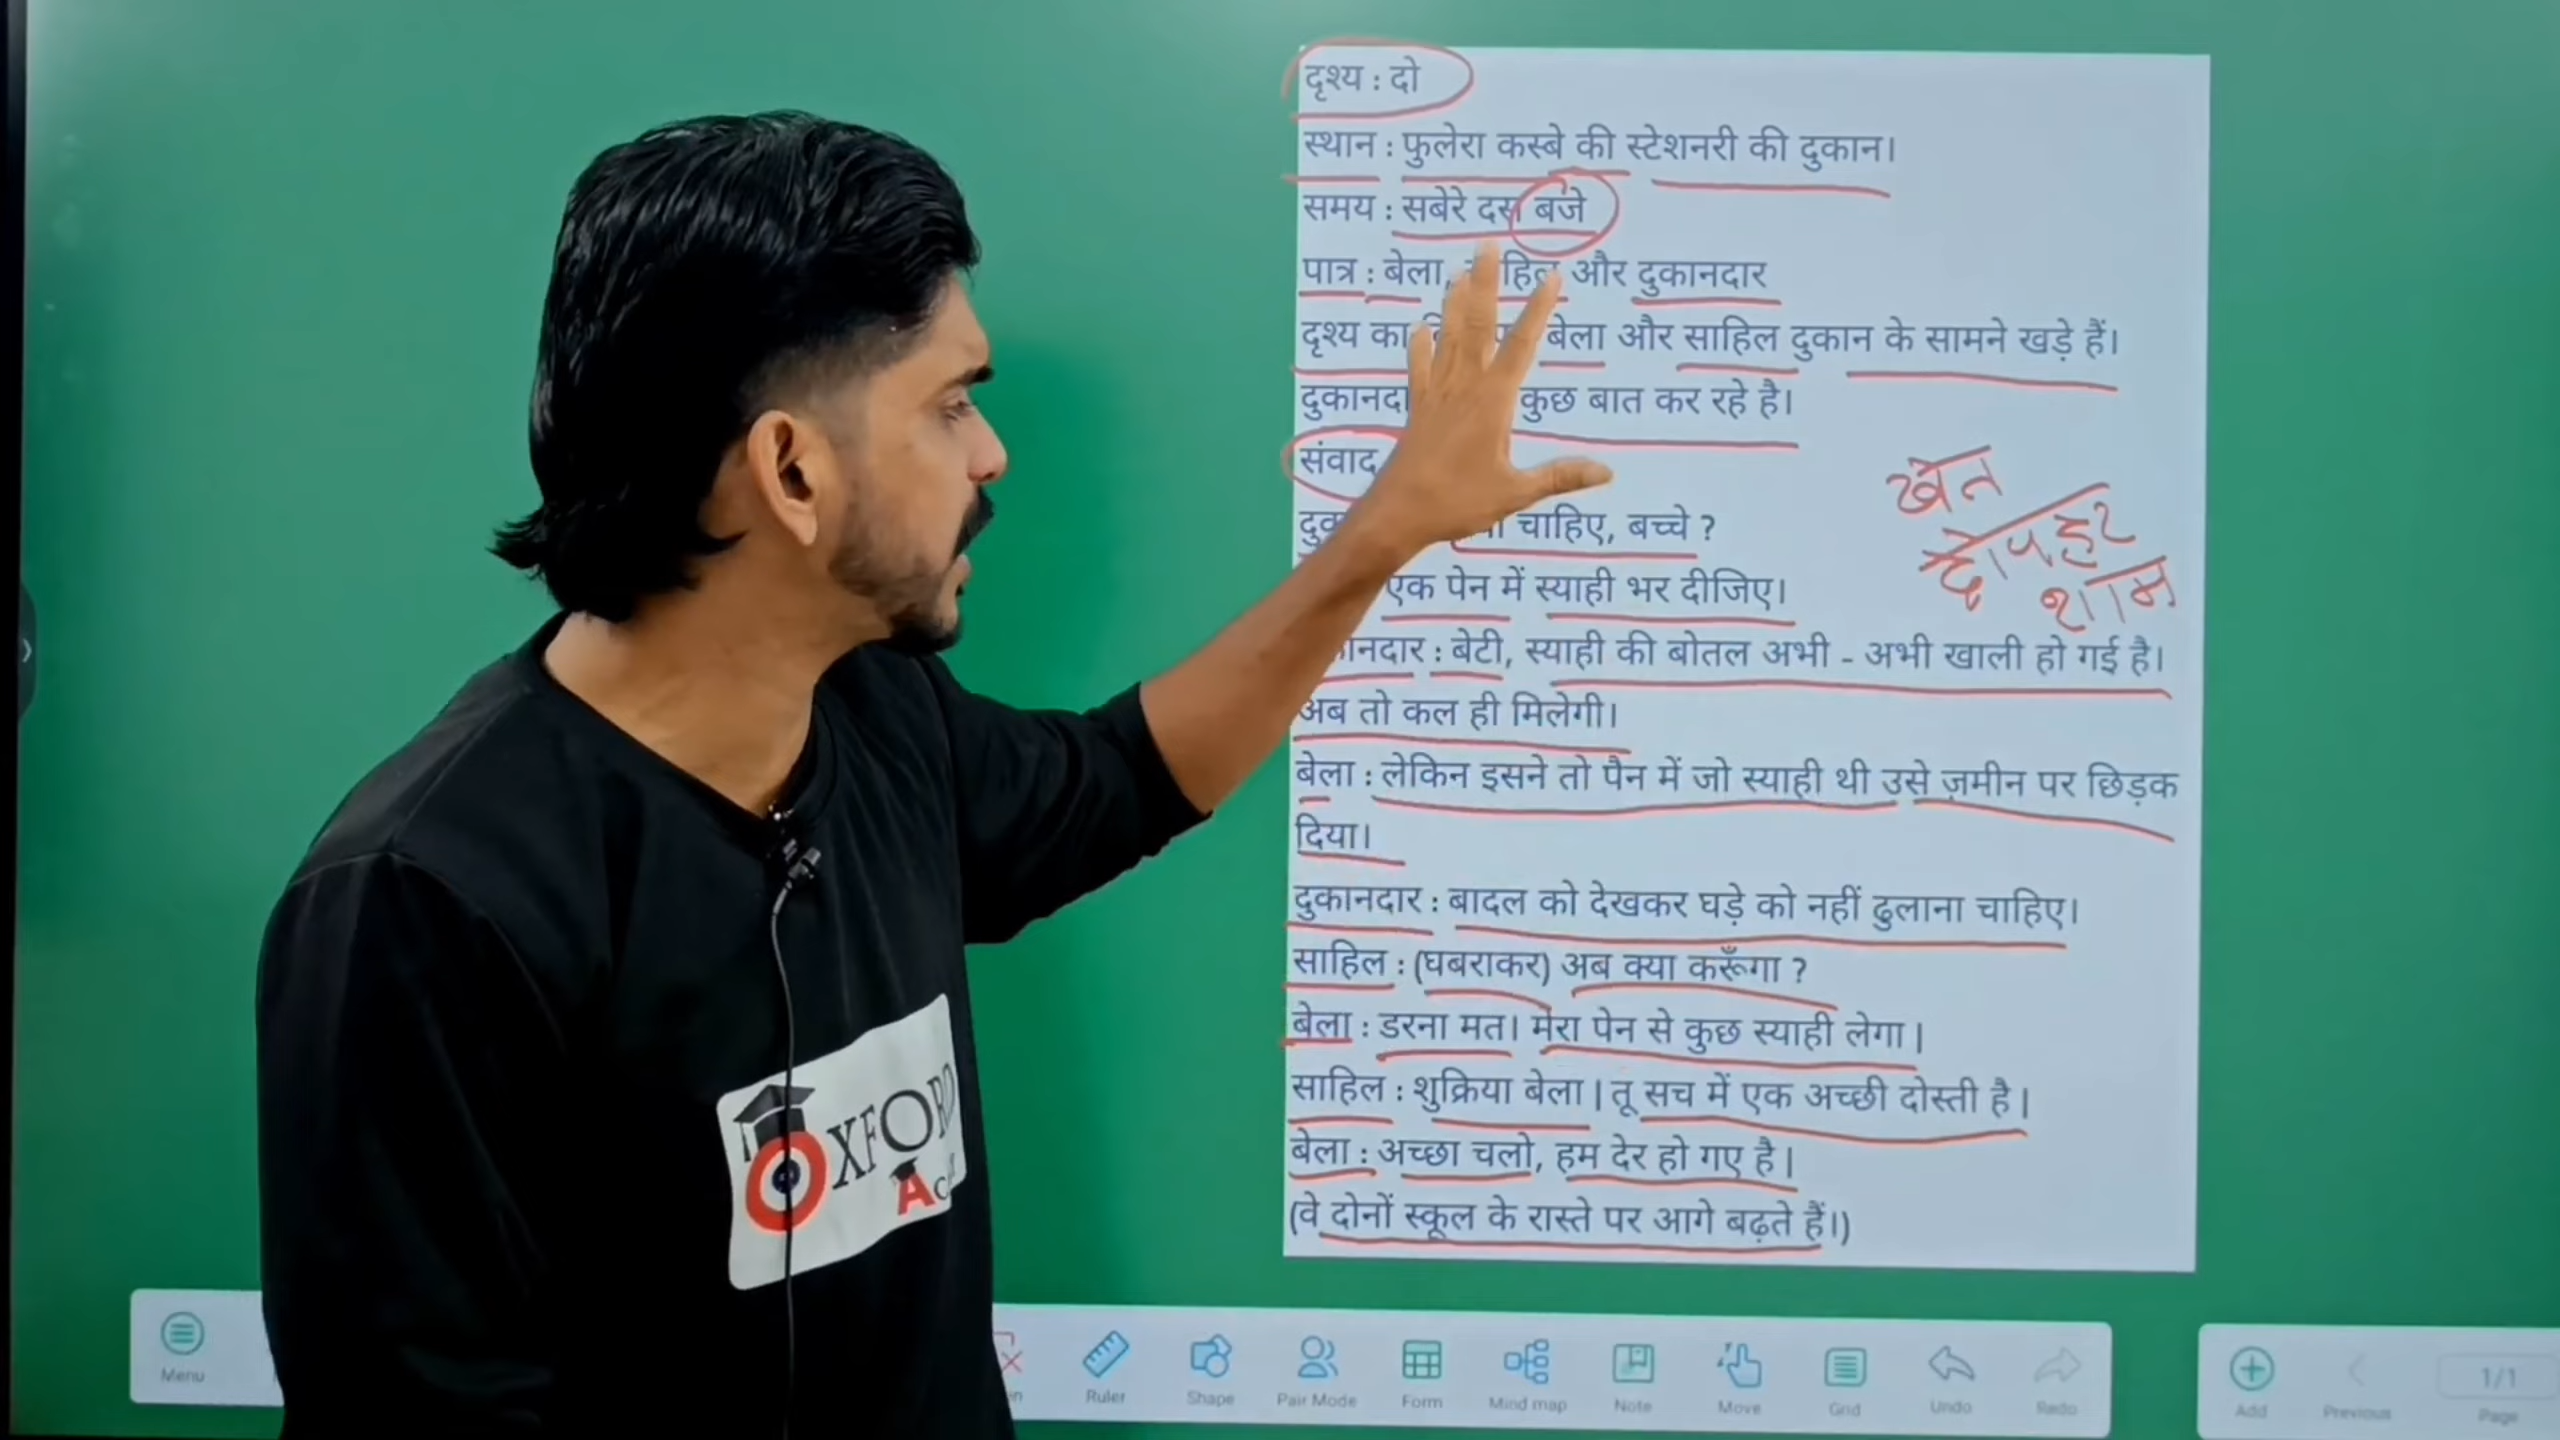 दृश्य : दो
स्थान : फुलेरा कस्बे की स्टेशनरी की दुकान।
समय : सबेरे दस बजे
पात्र : बेला, और दुकानदार
दृश्य का बेला और साहिल दुकान के सामने खड़े हैं।
कुछ बात कर रहे है।
संवाद
चाहिए, बच्चे ?
एक पेन में स्याही भर दीजिए।
खेत
दोपहर
शाम
: बेटी, स्याही की बोतल अभी - अभी खाली हो गई है।
अब तो कल ही मिलेगी।
बेला : लेकिन इसने तो पैन में जो स्याही थी उसे ज़मीन पर छिड़क
दिया।
दुकानदार : बादल को देखकर घड़े को नहीं ढुलाना चाहिए।
साहिल : (घबराकर) अब क्या करूँगा ?
बेला : डरना मत। मेरा पेन से कुछ स्याही लेगा |
साहिल : शुक्रिया बेला | तू सच में एक अच्छी दोस्ती है |
बेला : अच्छा चलो, हम देर हो गए है |
(वे दोनों स्कूल के रास्ते पर आगे बढ़ते हैं।)
OXFORD
Menu Ruler Shape Pair Mode Form Mind map Note Move Grid Undo Redo Add Previous 1/1 Page